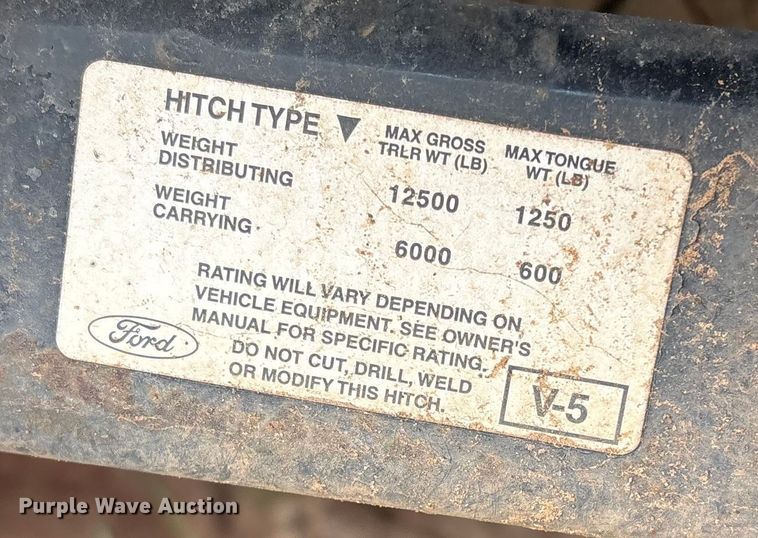 HITCH TYPE ▼ MAX GROSS TRLR WT (LB) MAX TONGUE WT (LB)
WEIGHT DISTRIBUTING 12500 1250
WEIGHT CARRYING 6000 600
RATING WILL VARY DEPENDING ON
VEHICLE EQUIPMENT. SEE OWNER'S
MANUAL FOR SPECIFIC RATING.
DO NOT CUT, DRILL, WELD
OR MODIFY THIS HITCH.
Ford
V-5
Purple Wave Auction